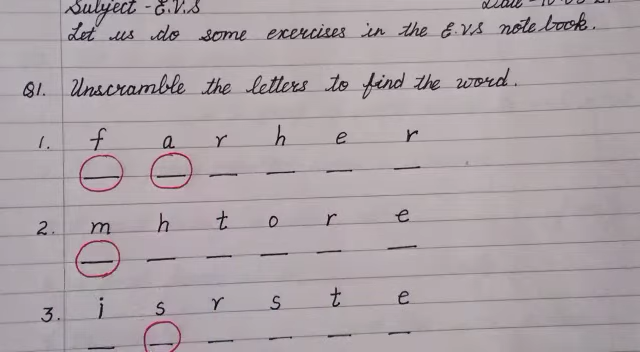 Subject - E.V.S
Let us do some exercises in the E.V.S note book.
Q1. Unscramble the letters to find the word.
1. f a r h e r
2. m h t o r e
3. i s r s t e